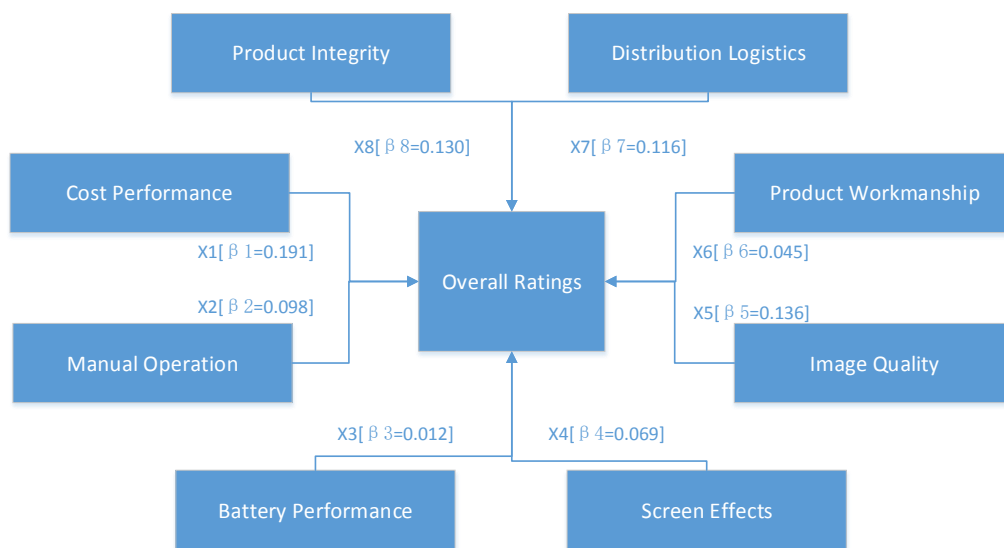 Product Integrity
Distribution Logistics
X8[ β 8=0.130]
X7[ β 7=0.116]
Cost Performance
Product Workmanship
X1[ β 1=0.191]
X6[ β 6=0.045]
Overall Ratings
X2[ β 2=0.098]
X5[ β 5=0.136]
Manual Operation
Image Quality
X3[ β 3=0.012]
X4[ β 4=0.069]
Battery Performance
Screen Effects